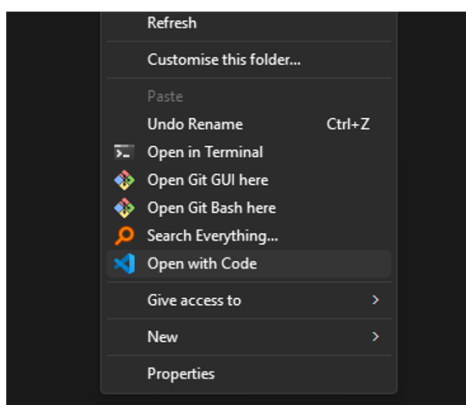 Refresh
Customise this folder...
Paste
Undo Rename Ctrl+Z
Open in Terminal
Open Git GUI here
Open Git Bash here
Search Everything...
Open with Code
Give access to >
New >
Properties